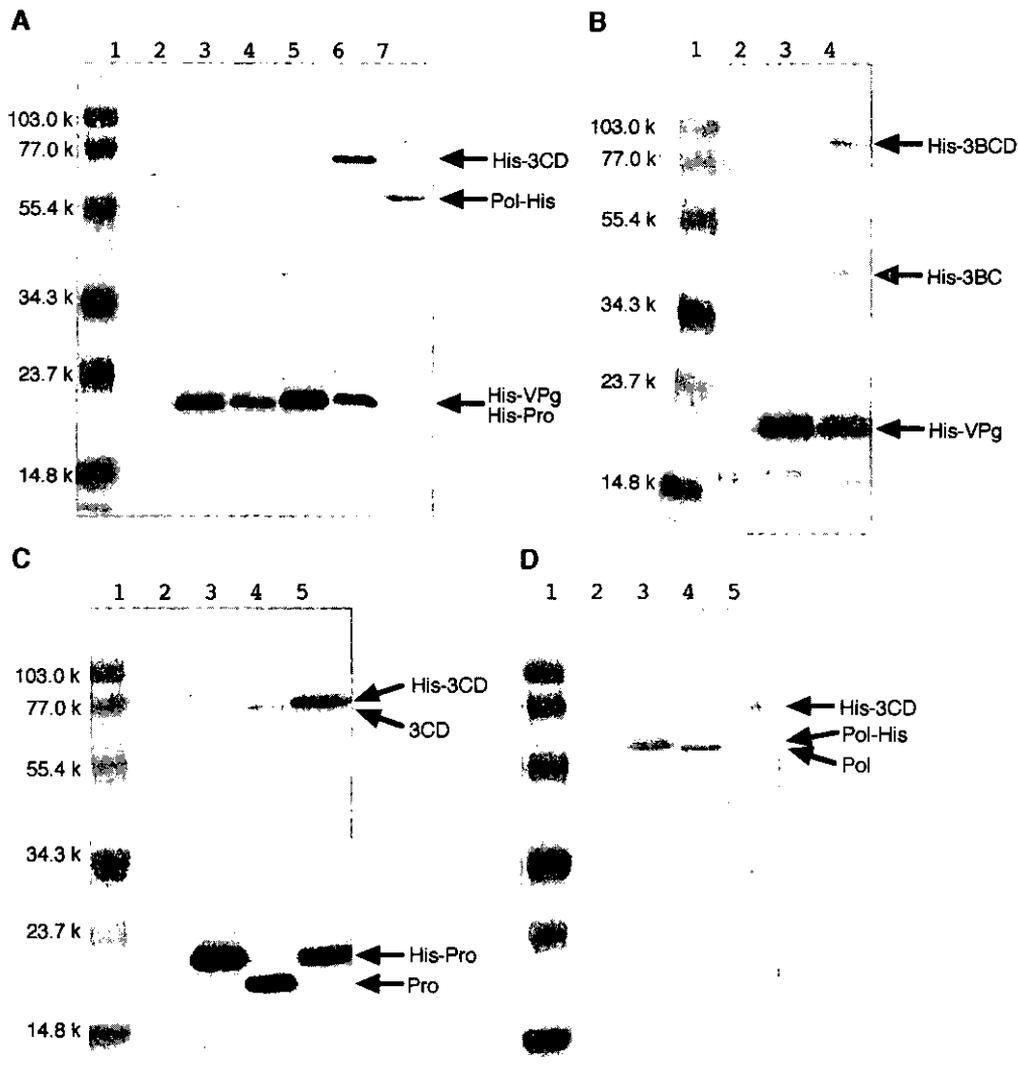 A
1 2 3 4 5 6 7
103.0 k
77.0 k
55.4 k
34.3 k
23.7 k
14.8 k
His-3CD
Pol-His
His-VPg
His-Pro
B
1 2 3 4
103.0 k
77.0 k
55.4 k
34.3 k
23.7 k
14.8 k
His-3BCD
His-3BC
His-VPg
C
1 2 3 4 5
103.0 k
77.0 k
55.4 k
34.3 k
23.7 k
14.8 k
His-3CD
3CD
His-Pro
Pro
D
1 2 3 4 5
His-3CD
Pol-His
Pol